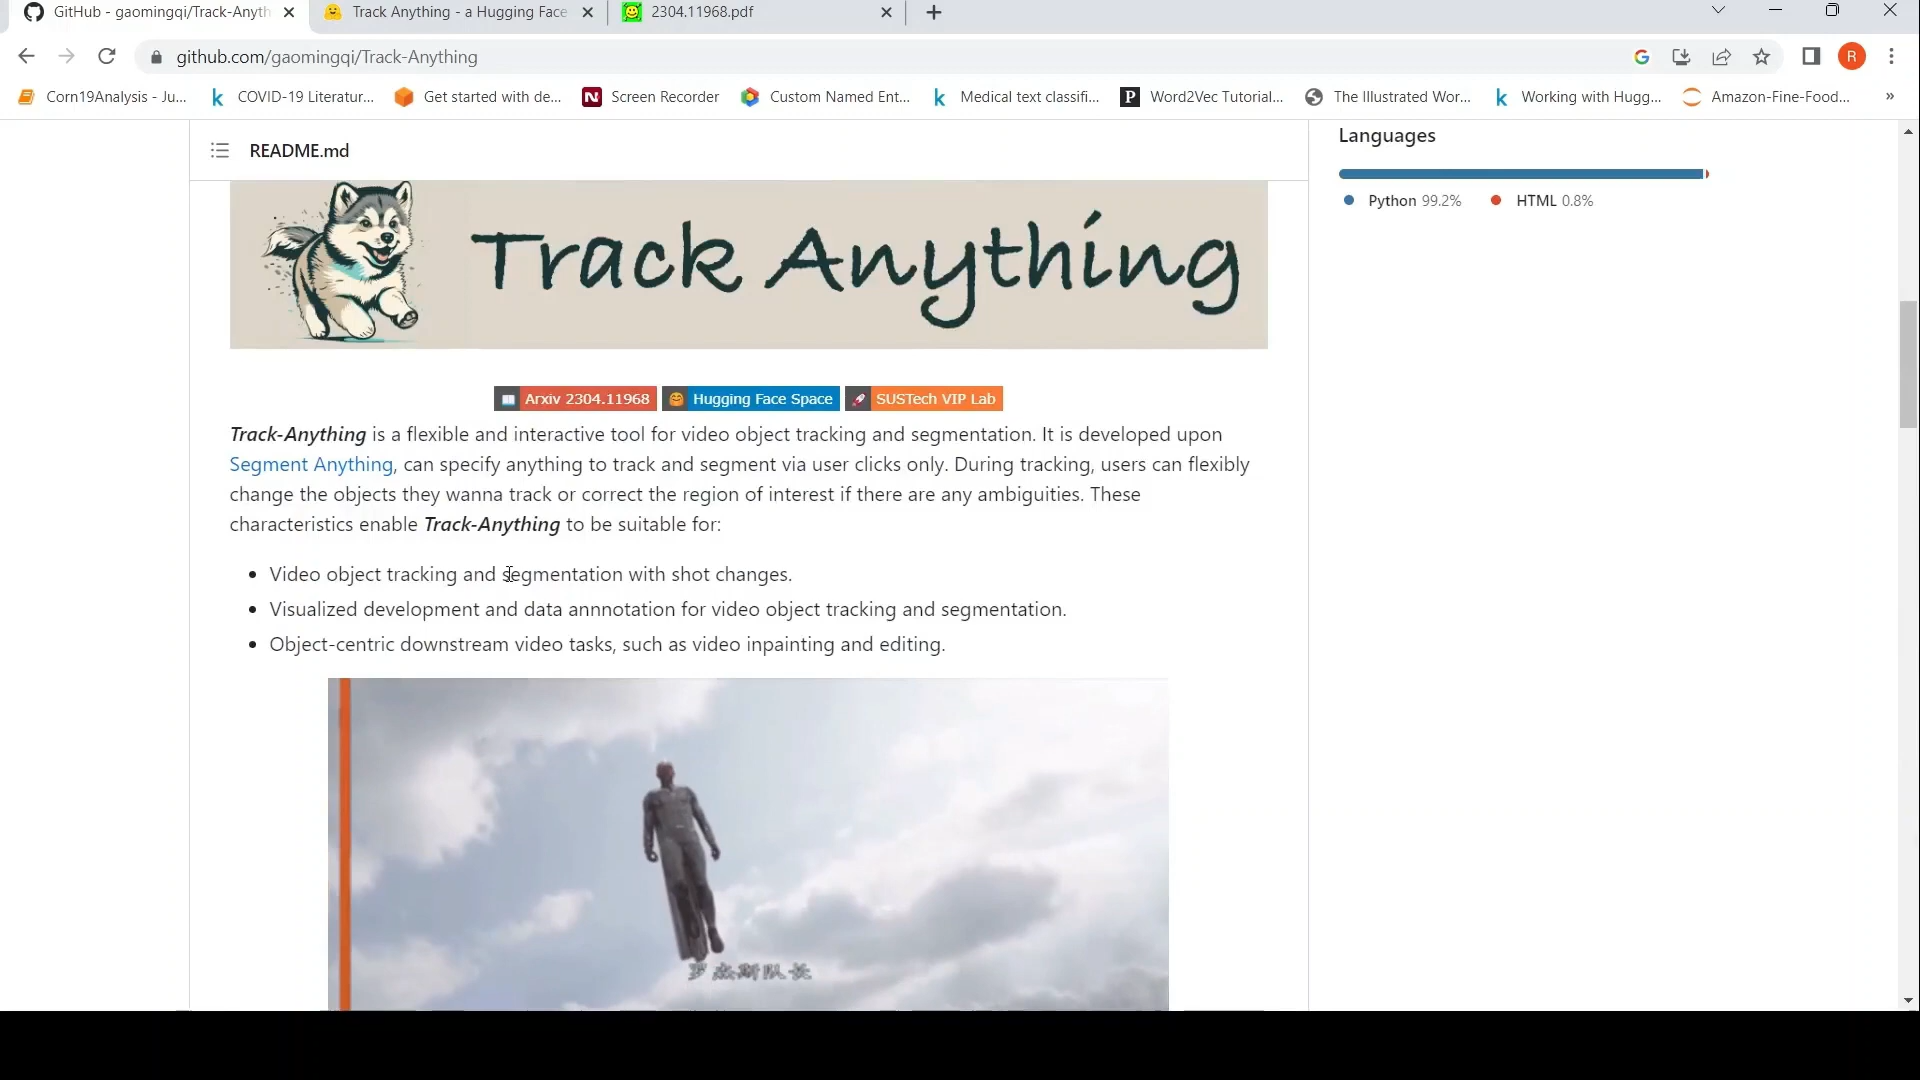 GitHub - gaomingqi/Track-Anyth
Track Anything - a Hugging Face
2304.11968.pdf
github.com/gaomingqi/Track-Anything
R
Corn19Analysis - Ju...
COVID-19 Literatur...
Get started with de...
Screen Recorder
Custom Named Ent...
Medical text classifi...
Word2Vec Tutorial...
The Illustrated Wor...
Working with Hugg...
Amazon-Fine-Food...
»
README.md
Languages
Python 99.2%
HTML 0.8%
Track Anything
Arxiv 2304.11968
Hugging Face Space
SUSTech VIP Lab
Track-Anything is a flexible and interactive tool for video object tracking and segmentation. It is developed upon
Segment Anything, can specify anything to track and segment via user clicks only. During tracking, users can flexibly
change the objects they wanna track or correct the region of interest if there are any ambiguities. These
characteristics enable Track-Anything to be suitable for:
• Video object tracking and segmentation with shot changes.
• Visualized development and data annnotation for video object tracking and segmentation.
• Object-centric downstream video tasks, such as video inpainting and editing.
罗杰斯队长